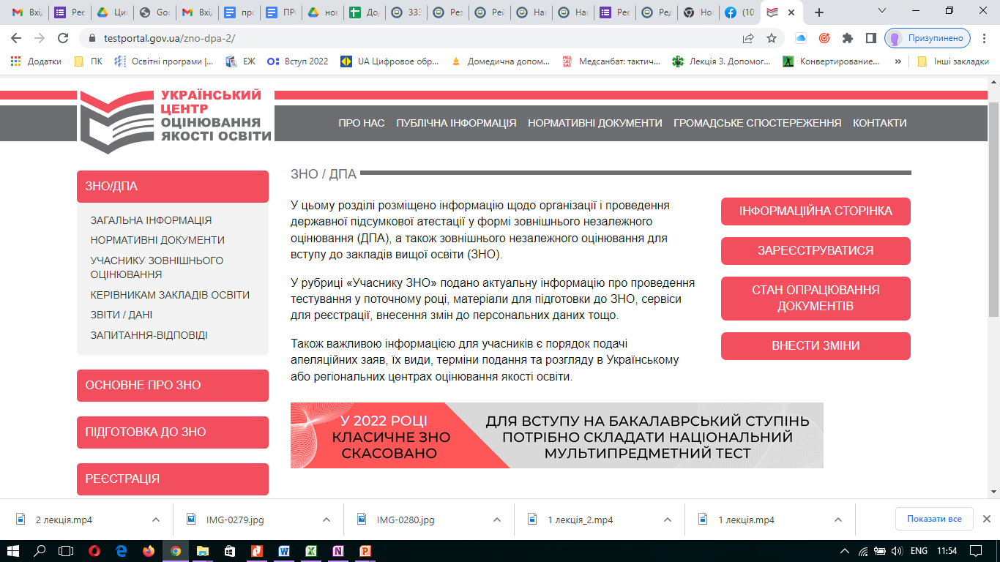 Вхід
Рее
Ци
Goo
Вхід
про
ПР
нов
Дод
333
Рез
Рей
Нав
Нак
Рее
Ред
Нов
(10
testportal.gov.ua/zno-dpa-2/
Призупинено
Додатки
ПК
Освітні програми |...
ЕЖ
Вступ 2022
UA Цифровое обр...
Домедична допом...
Медсанбат: тактич...
Лекція 3. Допомог...
Конвертирование...
»
Інші закладки
УКРАЇНСЬКИЙ
ЦЕНТР
ОЦІНЮВАННЯ
ЯКОСТІ ОСВІТИ
ПРО НАС
ПУБЛІЧНА ІНФОРМАЦІЯ
НОРМАТИВНІ ДОКУМЕНТИ
ГРОМАДСЬКЕ СПОСТЕРЕЖЕННЯ
КОНТАКТИ
ЗНО/ДПА
ЗАГАЛЬНА ІНФОРМАЦІЯ
НОРМАТИВНІ ДОКУМЕНТИ
УЧАСНИКУ ЗОВНІШНЬОГО
ОЦІНЮВАННЯ
КЕРІВНИКАМ ЗАКЛАДІВ ОСВІТИ
ЗВІТИ / ДАНІ
ЗАПИТАННЯ-ВІДПОВІДІ
ОСНОВНЕ ПРО ЗНО
ПІДГОТОВКА ДО ЗНО
РЕЄСТРАЦІЯ
ЗНО / ДПА
У цьому розділі розміщено інформацію щодо організації і проведення
державної підсумкової атестації у формі зовнішнього незалежного
оцінювання (ДПА), а також зовнішнього незалежного оцінювання для
вступу до закладів вищої освіти (ЗНО).
У рубриці «Учаснику ЗНО» подано актуальну інформацію про проведення
тестування у поточному році, матеріали для підготовки до ЗНО, сервіси
для реєстрації, внесення змін до персональних даних тощо.
Також важливою інформацією для учасників є порядок подачі
апеляційних заяв, їх види, терміни подання та розгляду в Українському
або регіональних центрах оцінювання якості освіти.
ІНФОРМАЦІЙНА СТОРІНКА
ЗАРЕЄСТРУВАТИСЯ
СТАН ОПРАЦЮВАННЯ
ДОКУМЕНТІВ
ВНЕСТИ ЗМІНИ
У 2022 РОЦІ
КЛАСИЧНЕ ЗНО
СКАСОВАНО
ДЛЯ ВСТУПУ НА БАКАЛАВРСЬКИЙ СТУПІНЬ
ПОТРІБНО СКЛАДАТИ НАЦІОНАЛЬНИЙ
МУЛЬТИПРЕДМЕТНИЙ ТЕСТ
2 лекція.mp4
IMG-0279.jpg
IMG-0280.jpg
1 лекція_2.mp4
1 лекція.mp4
Показати все
ENG
11:54